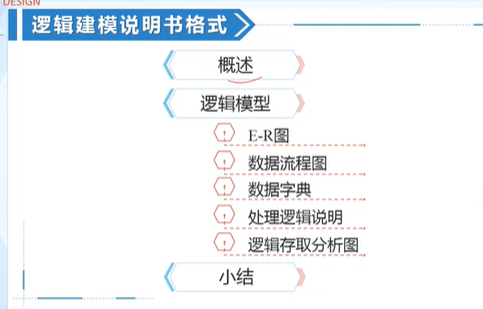 DESIGN
逻辑建模说明书格式
概述
逻辑模型
E-R图
数据流程图
数据字典
处理逻辑说明
逻辑存取分析图
小结